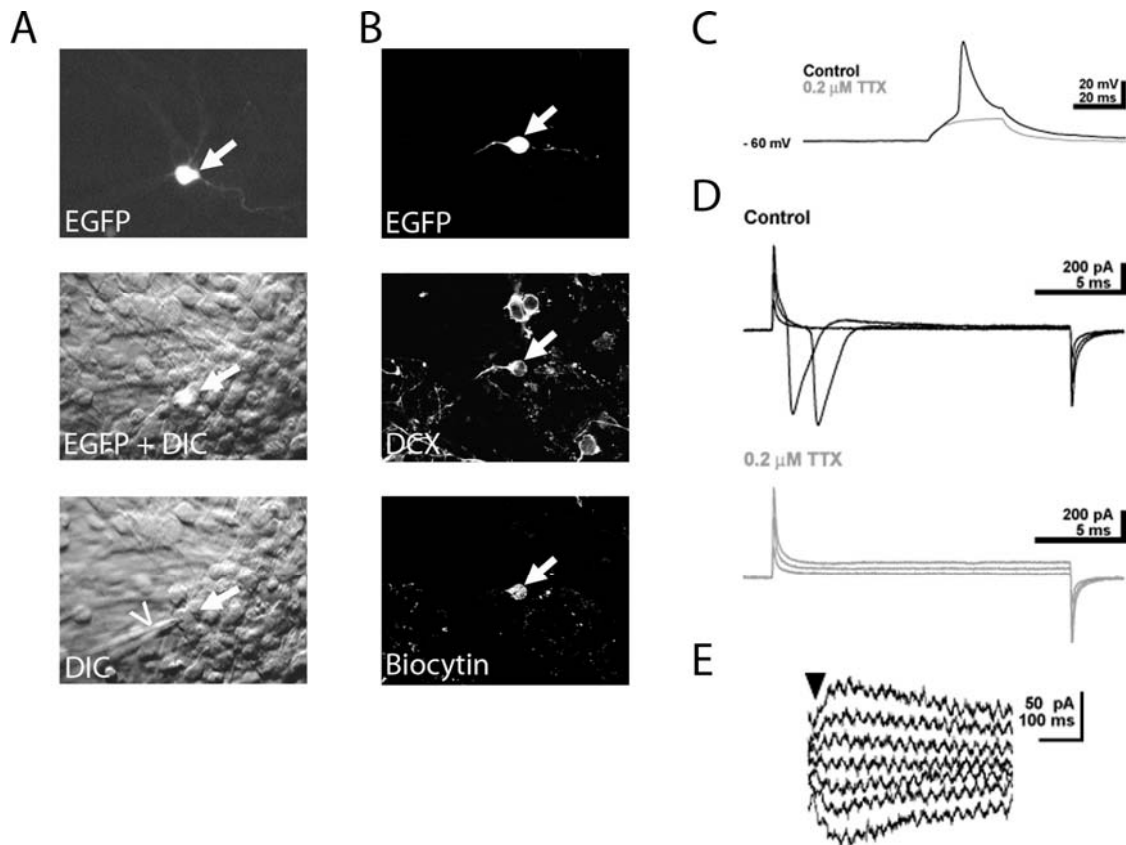 A
EGFP
EGFP + DIC
DIC
V
B
EGFP
DCX
Biocytin
C
Control
0.2 μM TTX
20 mV
20 ms
- 60 mV
D
Control
200 pA
5 ms
0.2 μM TTX
200 pA
5 ms
E
50 pA
100 ms